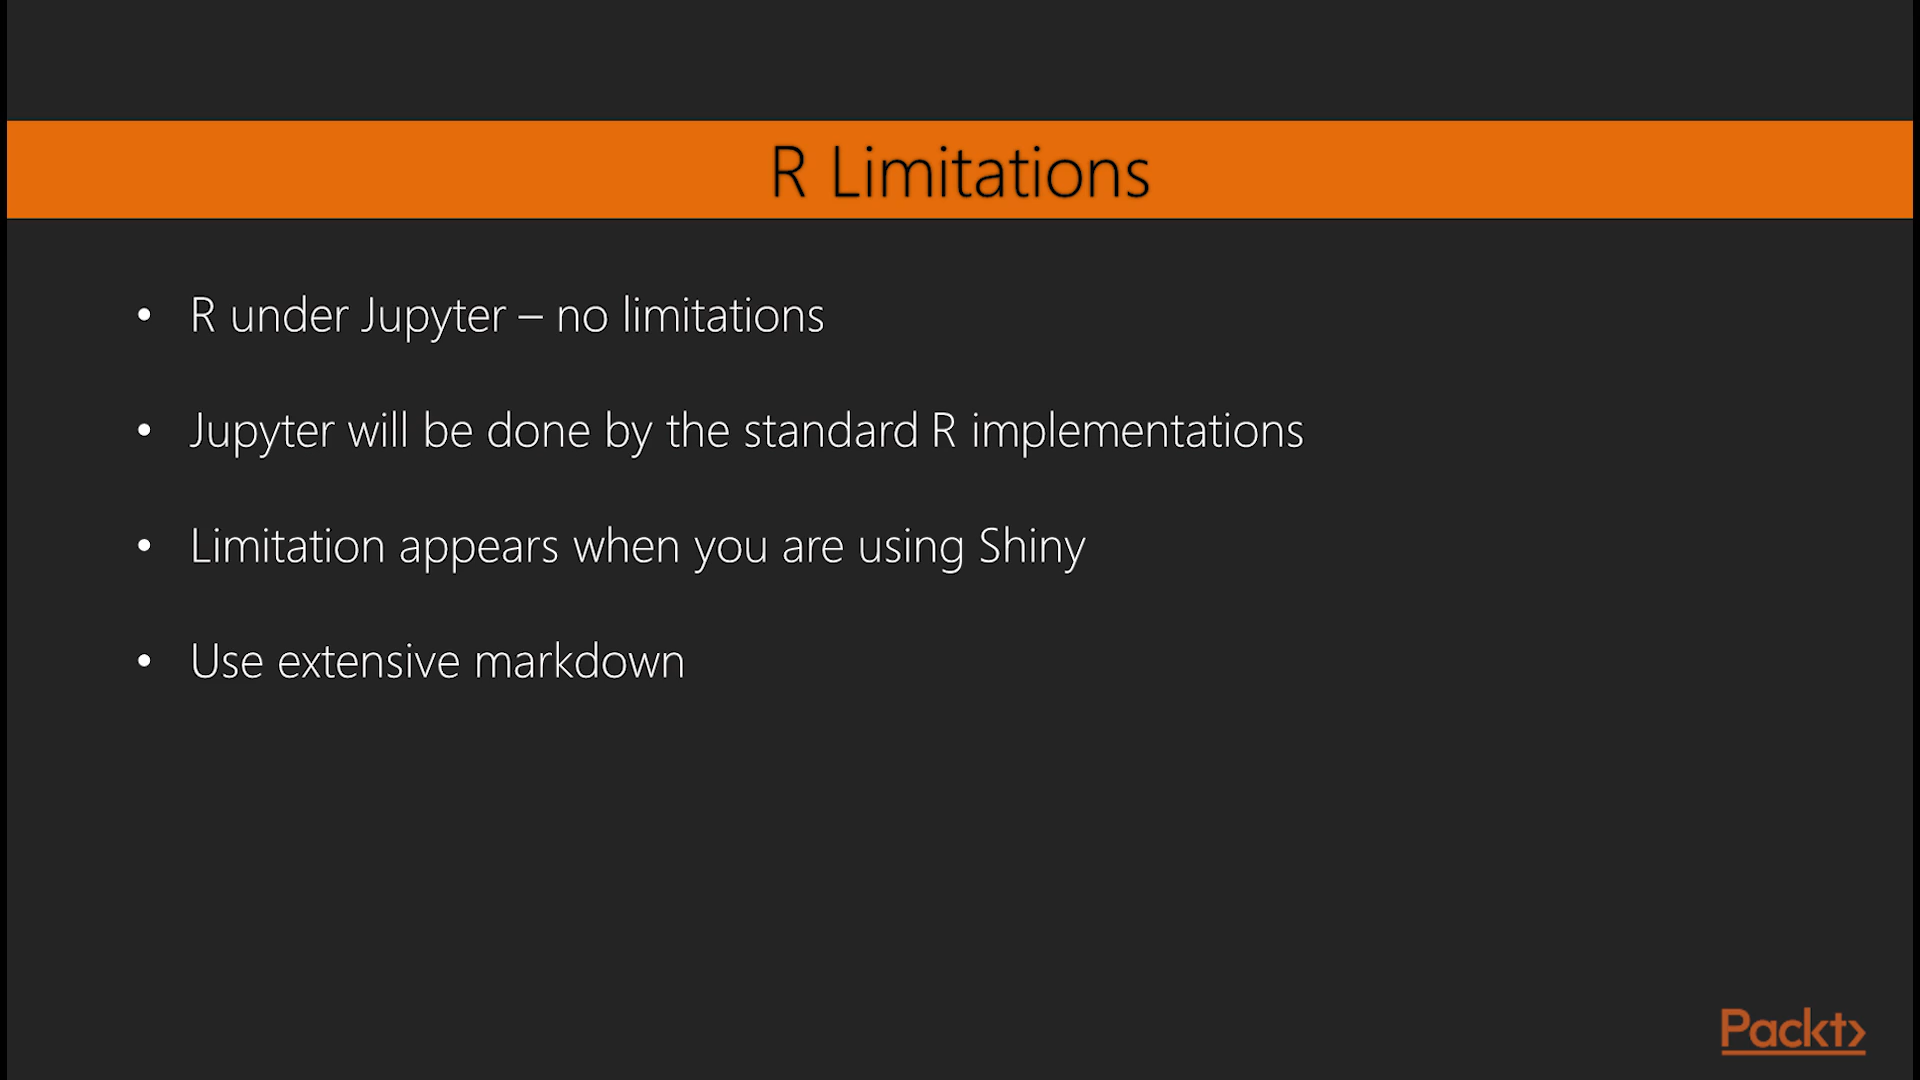 R Limitations
• R under Jupyter – no limitations
• Jupyter will be done by the standard R implementations
• Limitation appears when you are using Shiny
• Use extensive markdown
Packt>